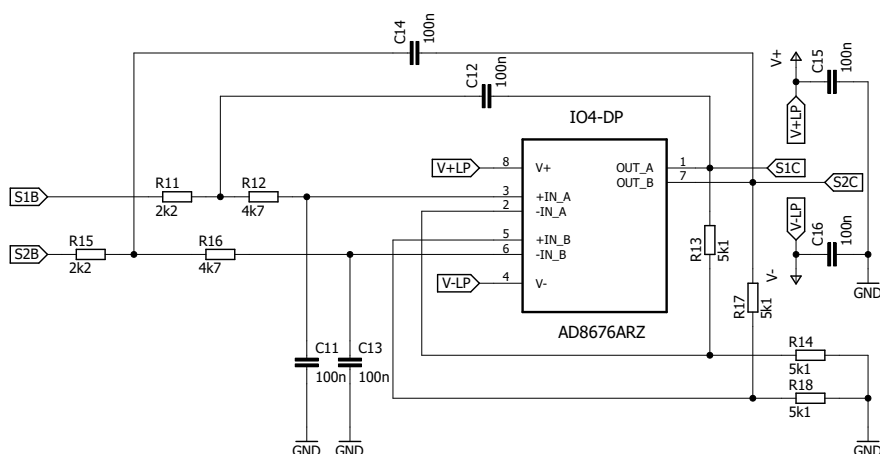 C14
100n
C12
100n
IO4-DP
V+
C15
100n
V+LP
V+LP
8
V+
OUT_A
1
S1C
OUT_B
7
S2C
S1B
R11
2k2
R12
4k7
3
+IN_A
2
-IN_A
S2B
R15
2k2
R16
4k7
5
+IN_B
6
-IN_B
V-LP
4
V-
R13
5k1
V-LP
C16
100n
V-
GND
R17
5k1
AD8676ARZ
C11
100n
C13
100n
R14
5k1
R18
5k1
GND
GND
GND